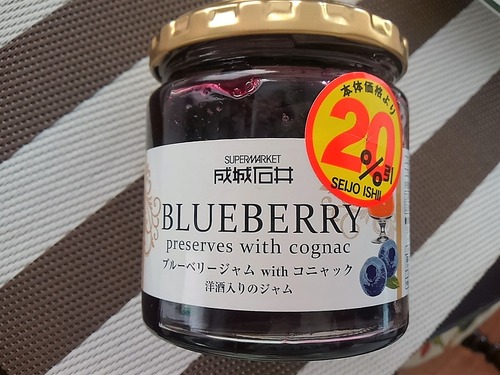 本体価格より
20%引
SEIJO ISHII
SUPERMARKET
成城石井
BLUEBERRY
preserves with cognac
ブルーベリージャム with コニャック
洋酒入りのジャム